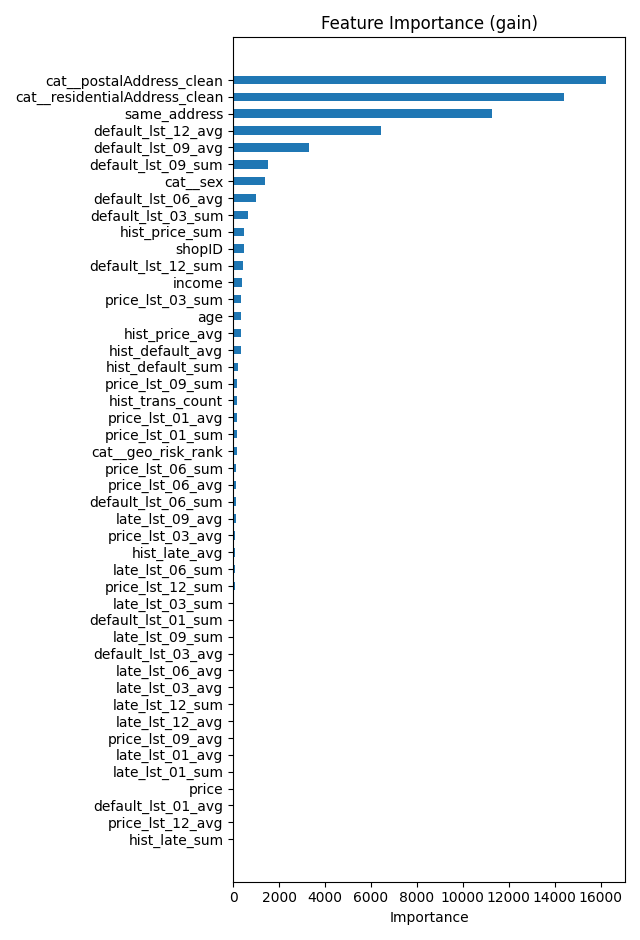 Feature Importance (gain)
cat__postalAddress_clean
cat__residentialAddress_clean
same_address
default_lst_12_avg
default_lst_09_avg
default_lst_09_sum
cat__sex
default_lst_06_avg
default_lst_03_sum
hist_price_sum
shopID
default_lst_12_sum
income
price_lst_03_sum
age
hist_price_avg
hist_default_avg
hist_default_sum
price_lst_09_sum
hist_trans_count
price_lst_01_avg
price_lst_01_sum
cat__geo_risk_rank
price_lst_06_sum
price_lst_06_avg
default_lst_06_sum
late_lst_09_avg
price_lst_03_avg
hist_late_avg
late_lst_06_sum
price_lst_12_sum
late_lst_03_sum
default_lst_01_sum
late_lst_09_sum
default_lst_03_avg
late_lst_06_avg
late_lst_03_avg
late_lst_12_sum
late_lst_12_avg
price_lst_09_avg
late_lst_01_avg
late_lst_01_sum
price
default_lst_01_avg
price_lst_12_avg
hist_late_sum
0 2000 4000 6000 8000 10000 12000 14000 16000
Importance